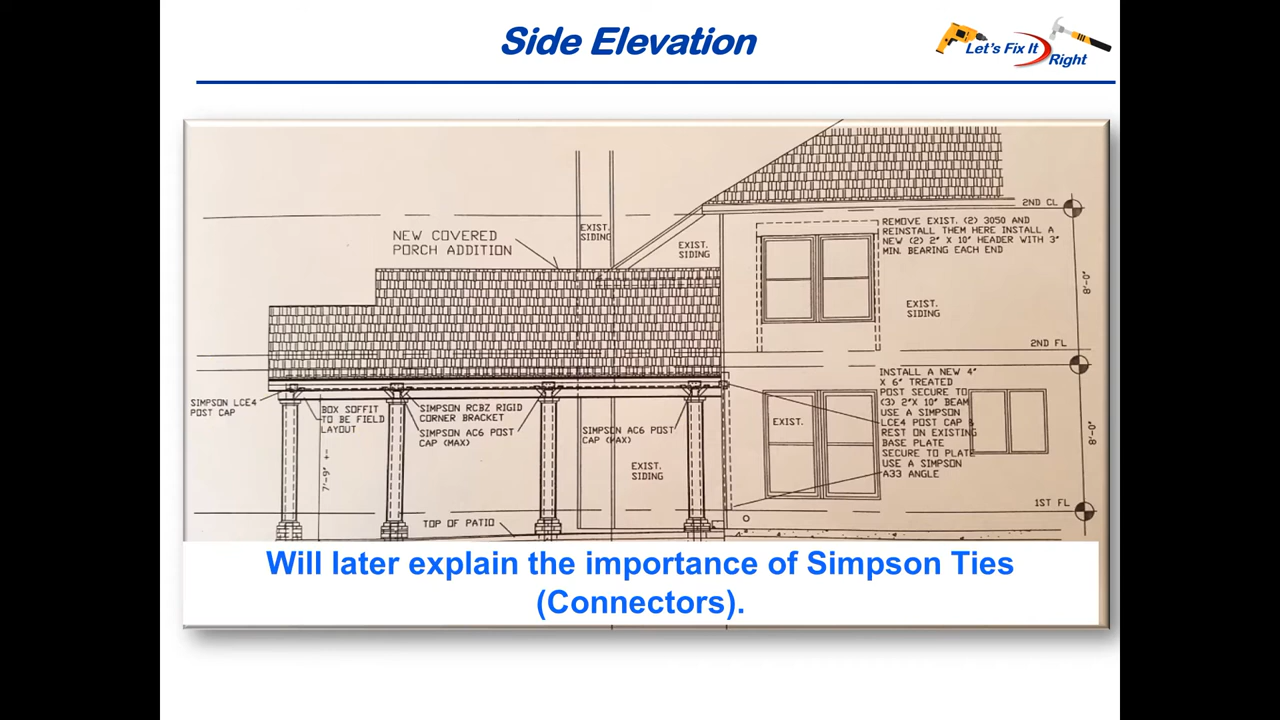 Side Elevation
Let's Fix It
Right
2ND CL
REMOVE EXIST. (2) 3050 AND
REINSTALL THEM HERE INSTALL A
NEW (2) 2" X 10" HEADER WITH 3"
MIN. BEARING EACH END
NEW COVERED
PORCH ADDITION
EXIST.
SIDING
EXIST.
SIDING
EXIST.
SIDING
8'-0"
2ND FL
INSTALL A NEW 4"
X 6" TREATED
POST SECURE TO
(3) 2"X 10" BEAM
USE A SIMPSON
LCE4 POST CAP &
REST ON EXISTING
BASE PLATE
SECURE TO PLATE
USE A SIMPSON
A33 ANGLE
SIMPSON LCE4
POST CAP
BOX SOFFIT
TO BE FIELD
LAYOUT
SIMPSON RCBZ RIGID
CORNER BRACKET
SIMPSON AC6 POST
CAP (MAX)
SIMPSON AC6 POST
CAP (MAX)
EXIST.
EXIST.
SIDING
7'-9" +-
8'-0"
1ST FL
TOP OF PATIO
Will later explain the importance of Simpson Ties
(Connectors).